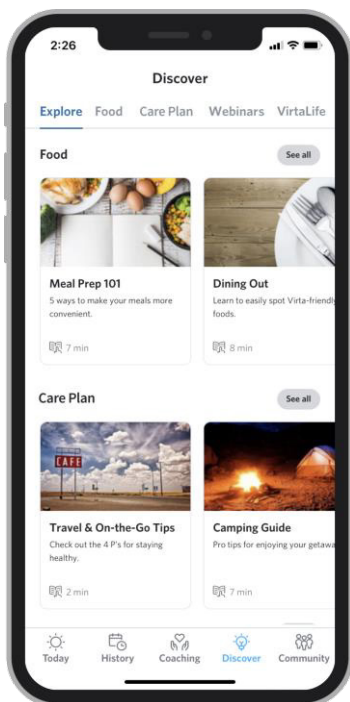 2:26
Discover
Explore Food Care Plan Webinars VirtaLife
Food See all
Meal Prep 101
5 ways to make your meals more
convenient.
7 min
Dining Out
Learn to easily spot Virta-friendly
foods.
8 min
Care Plan See all
CAFE
Travel & On-the-Go Tips
Check out the 4 P's for staying
healthy.
2 min
Camping Guide
Pro tips for enjoying your getawa
7 min
Today History Coaching Discover Community